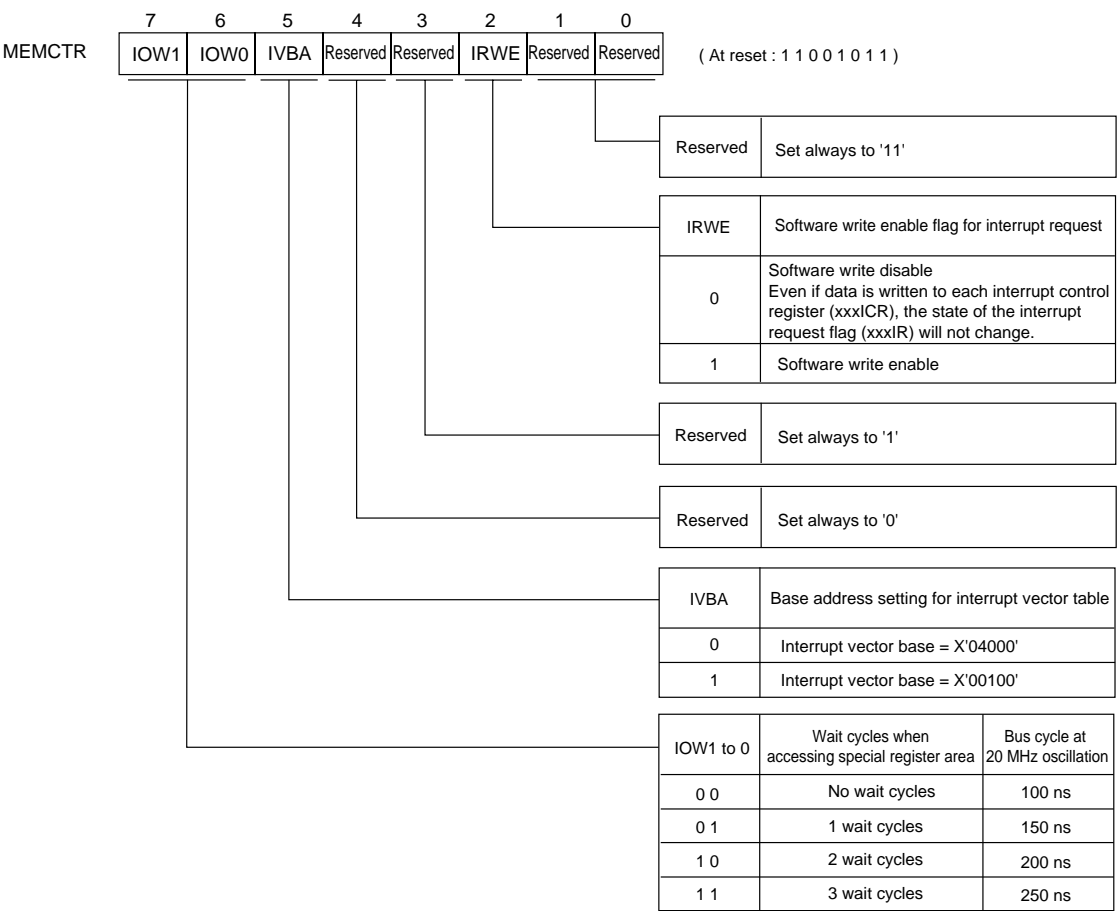 7 6 5 4 3 2 1 0
MEMCTR IOW1 IOW0 IVBA Reserved Reserved IRWE Reserved Reserved ( At reset : 1 1 0 0 1 0 1 1 )
Reserved Set always to '11'
IRWE Software write enable flag for interrupt request
0 Software write disable
Even if data is written to each interrupt control
register (xxxICR), the state of the interrupt
request flag (xxxIR) will not change.
1 Software write enable
Reserved Set always to '1'
Reserved Set always to '0'
IVBA Base address setting for interrupt vector table
0 Interrupt vector base = X'04000'
1 Interrupt vector base = X'00100'
IOW1 to 0 Wait cycles when
accessing special register area Bus cycle at
20 MHz oscillation
0 0 No wait cycles 100 ns
0 1 1 wait cycles 150 ns
1 0 2 wait cycles 200 ns
1 1 3 wait cycles 250 ns